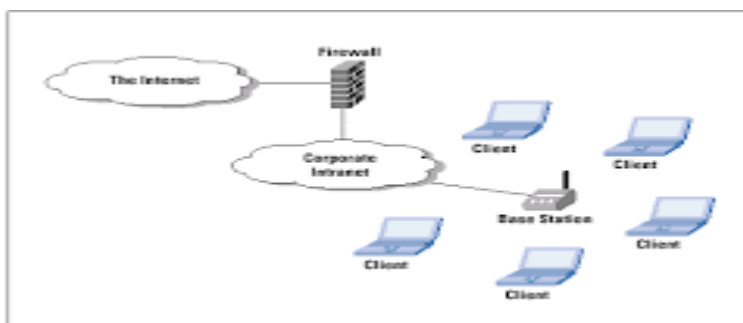 Firewall
The Internet
Client
Client
Corporate
Intranet
Base Station
Client
Client
Client